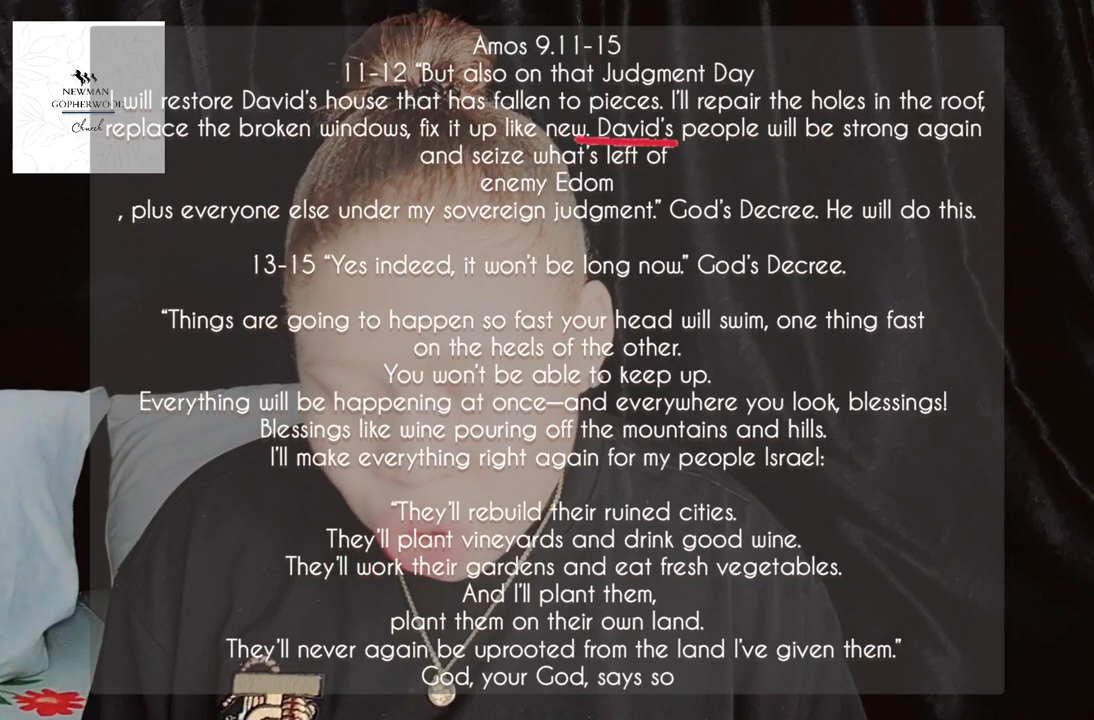 NEWMAN
GOPHERWOOD
Church
Amos 9.11-15
11-12 “But also on that Judgment Day
I will restore David’s house that has fallen to pieces. I’ll repair the holes in the roof,
replace the broken windows, fix it up like new. David’s people will be strong again
and seize what’s left of
enemy Edom
, plus everyone else under my sovereign judgment.” God’s Decree. He will do this.
13-15 “Yes indeed, it won’t be long now.” God’s Decree.
“Things are going to happen so fast your head will swim, one thing fast
on the heels of the other.
You won’t be able to keep up.
Everything will be happening at once—and everywhere you look, blessings!
Blessings like wine pouring off the mountains and hills.
I’ll make everything right again for my people Israel:
“They’ll rebuild their ruined cities.
They’ll plant vineyards and drink good wine.
They’ll work their gardens and eat fresh vegetables.
And I’ll plant them,
plant them on their own land.
They’ll never again be uprooted from the land I’ve given them.”
God, your God, says so